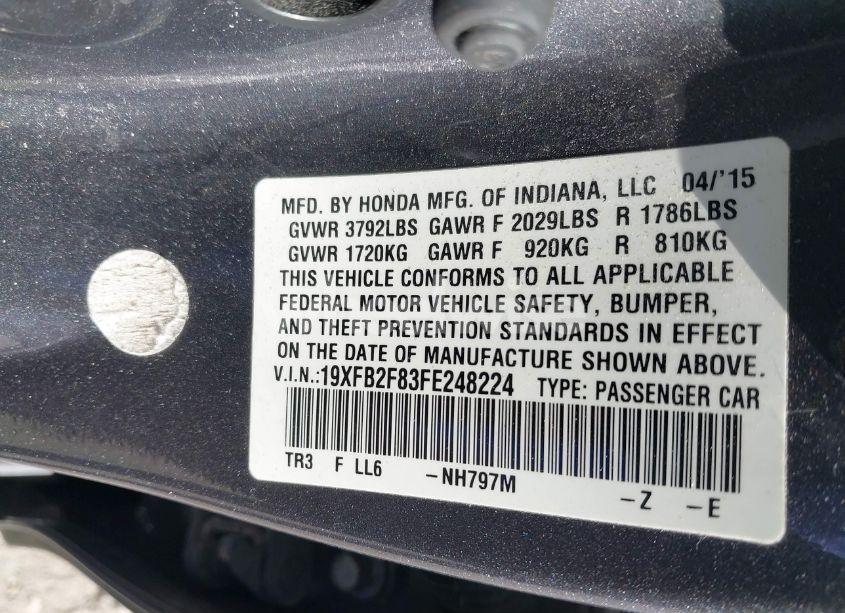 MFD. BY HONDA MFG. OF INDIANA, LLC 04/'15
GVWR 3792LBS GAWR F 2029LBS R 1786LBS
GVWR 1720KG GAWR F 920KG R 810KG
THIS VEHICLE CONFORMS TO ALL APPLICABLE
FEDERAL MOTOR VEHICLE SAFETY, BUMPER,
AND THEFT PREVENTION STANDARDS IN EFFECT
ON THE DATE OF MANUFACTURE SHOWN ABOVE.
V.I.N.:19XFB2F83FE248224 TYPE: PASSENGER CAR
TR3 F LL6 -NH797M -Z -E